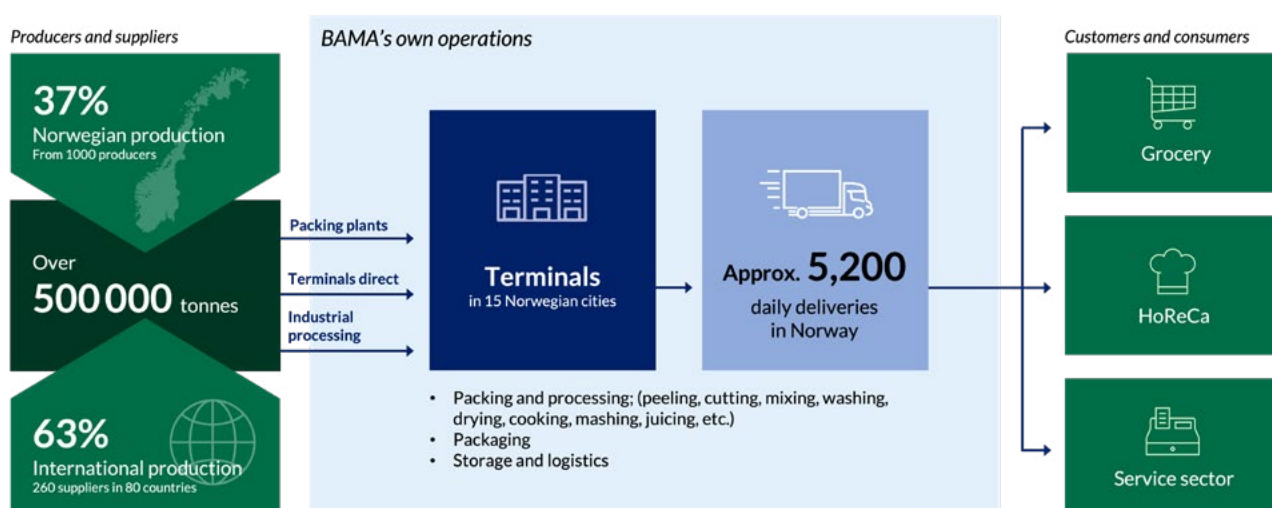 Producers and suppliers
37%
Norwegian production
From 1000 producers
Over
500 000 tonnes
63%
International production
260 suppliers in 80 countries
BAMA's own operations
Packing plants
Terminals direct
Industrial
processing
Terminals
in 15 Norwegian cities
Approx. 5,200
daily deliveries
in Norway
• Packing and processing; (peeling, cutting, mixing, washing,
drying, cooking, mashing, juicing, etc.)
• Packaging
• Storage and logistics
Customers and consumers
Grocery
HoReCa
Service sector